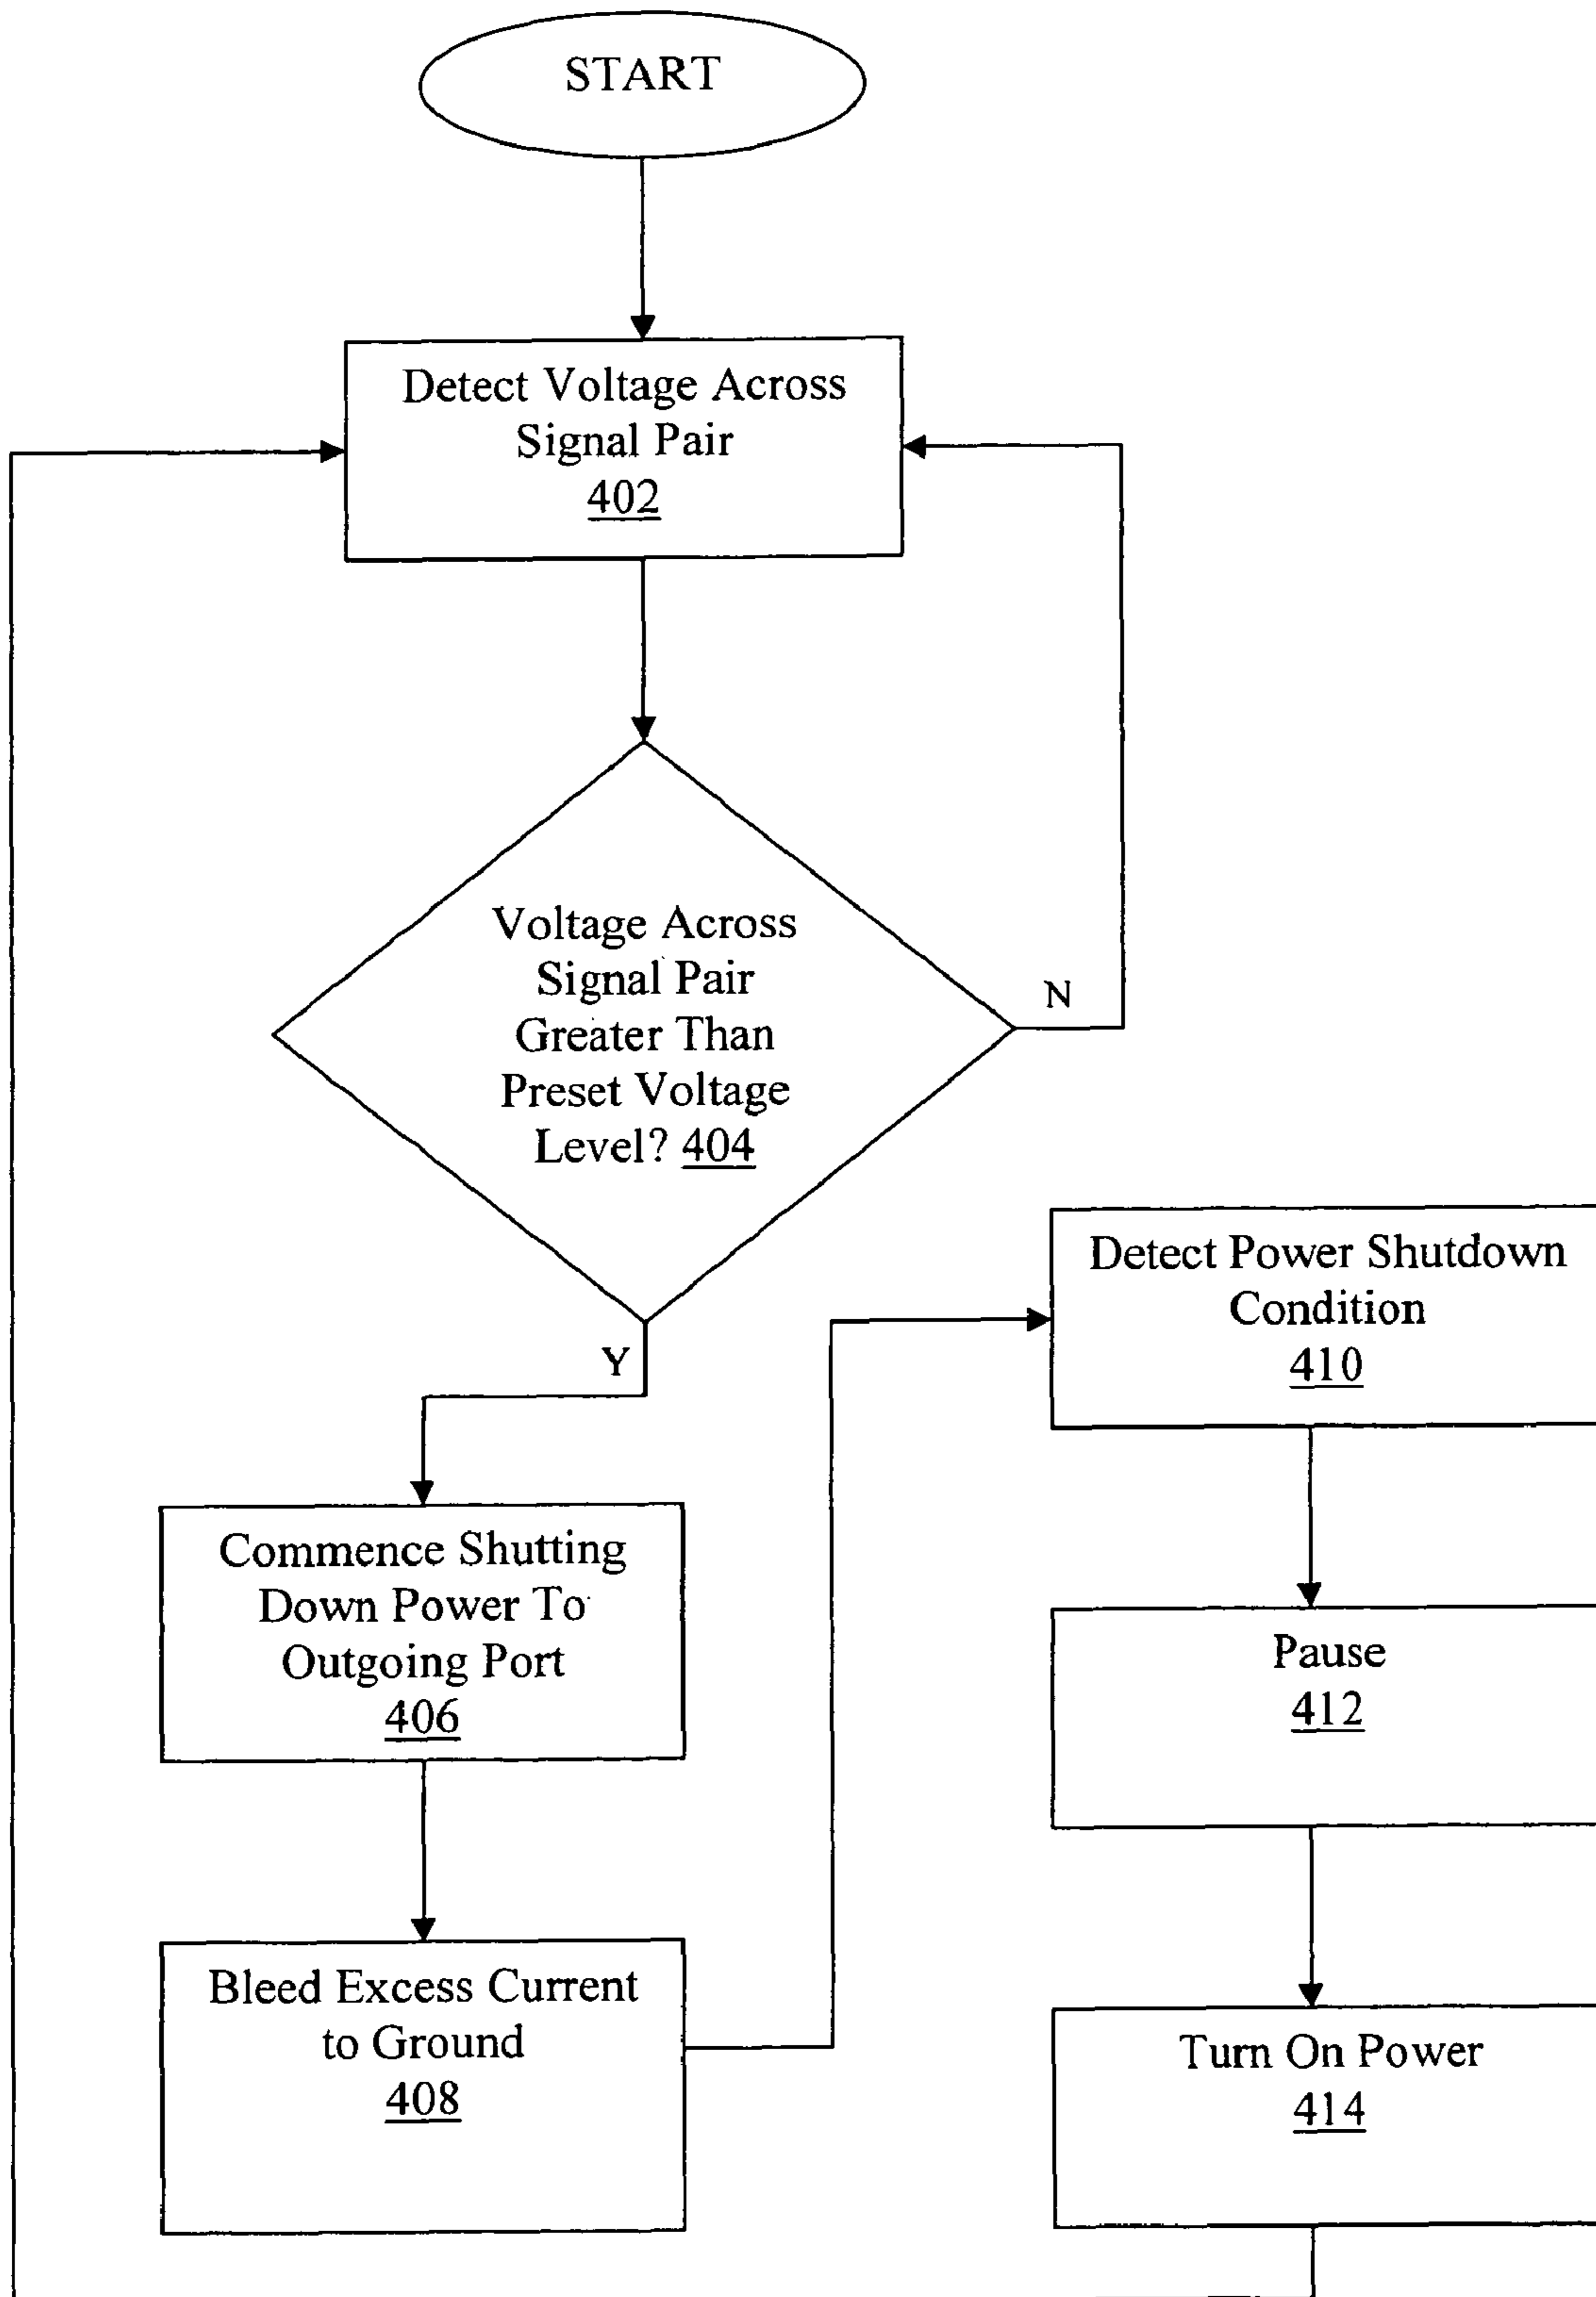 START
Detect Voltage Across
Signal Pair
402
Voltage Across
Signal Pair
Greater Than
Preset Voltage
Level? 404
N
Y
Commence Shutting
Down Power To
Outgoing Port
406
Bleed Excess Current
to Ground
408
Detect Power Shutdown
Condition
410
Pause
412
Turn On Power
414